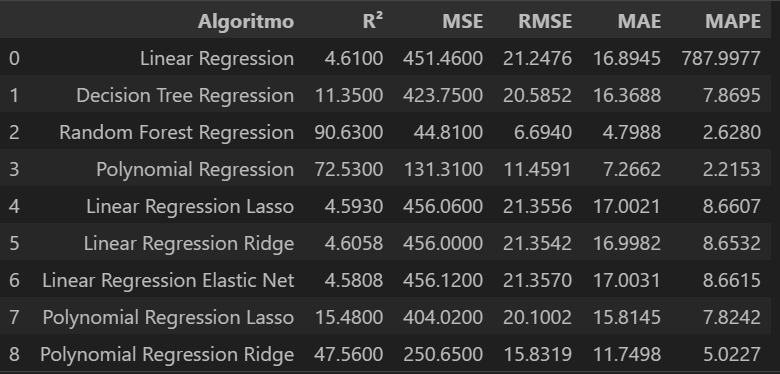 Algoritmo R² MSE RMSE MAE MAPE
0 Linear Regression 4.6100 451.4600 21.2476 16.8945 787.9977
1 Decision Tree Regression 11.3500 423.7500 20.5852 16.3688 7.8695
2 Random Forest Regression 90.6300 44.8100 6.6940 4.7988 2.6280
3 Polynomial Regression 72.5300 131.3100 11.4591 7.2662 2.2153
4 Linear Regression Lasso 4.5930 456.0600 21.3556 17.0021 8.6607
5 Linear Regression Ridge 4.6058 456.0000 21.3542 16.9982 8.6532
6 Linear Regression Elastic Net 4.5808 456.1200 21.3570 17.0031 8.6615
7 Polynomial Regression Lasso 15.4800 404.0200 20.1002 15.8145 7.8242
8 Polynomial Regression Ridge 47.5600 250.6500 15.8319 11.7498 5.0227